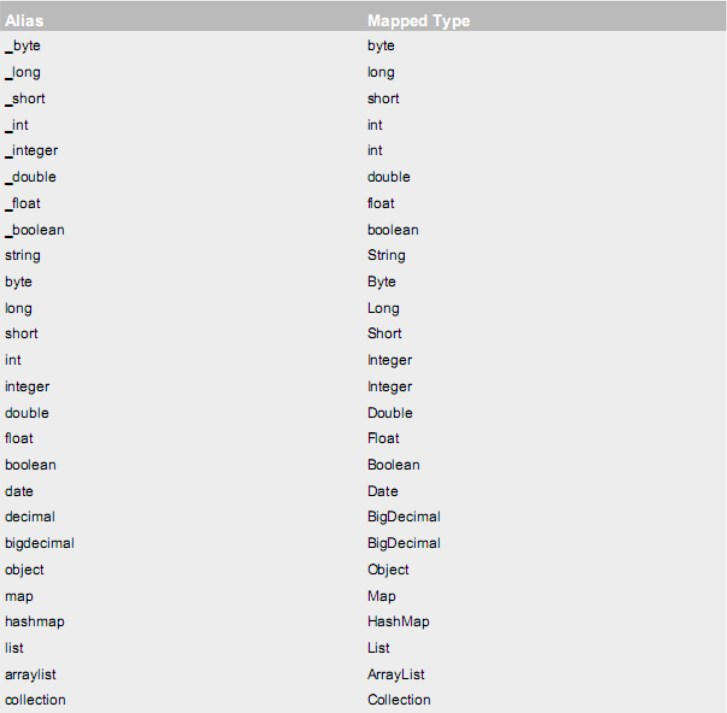 Alias Mapped Type
_byte byte
_long long
_short short
_int int
_integer int
_double double
_float float
_boolean boolean
string String
byte Byte
long Long
short Short
int Integer
integer Integer
double Double
float Float
boolean Boolean
date Date
decimal BigDecimal
bigdecimal BigDecimal
object Object
map Map
hashmap HashMap
list List
arraylist ArrayList
collection Collection